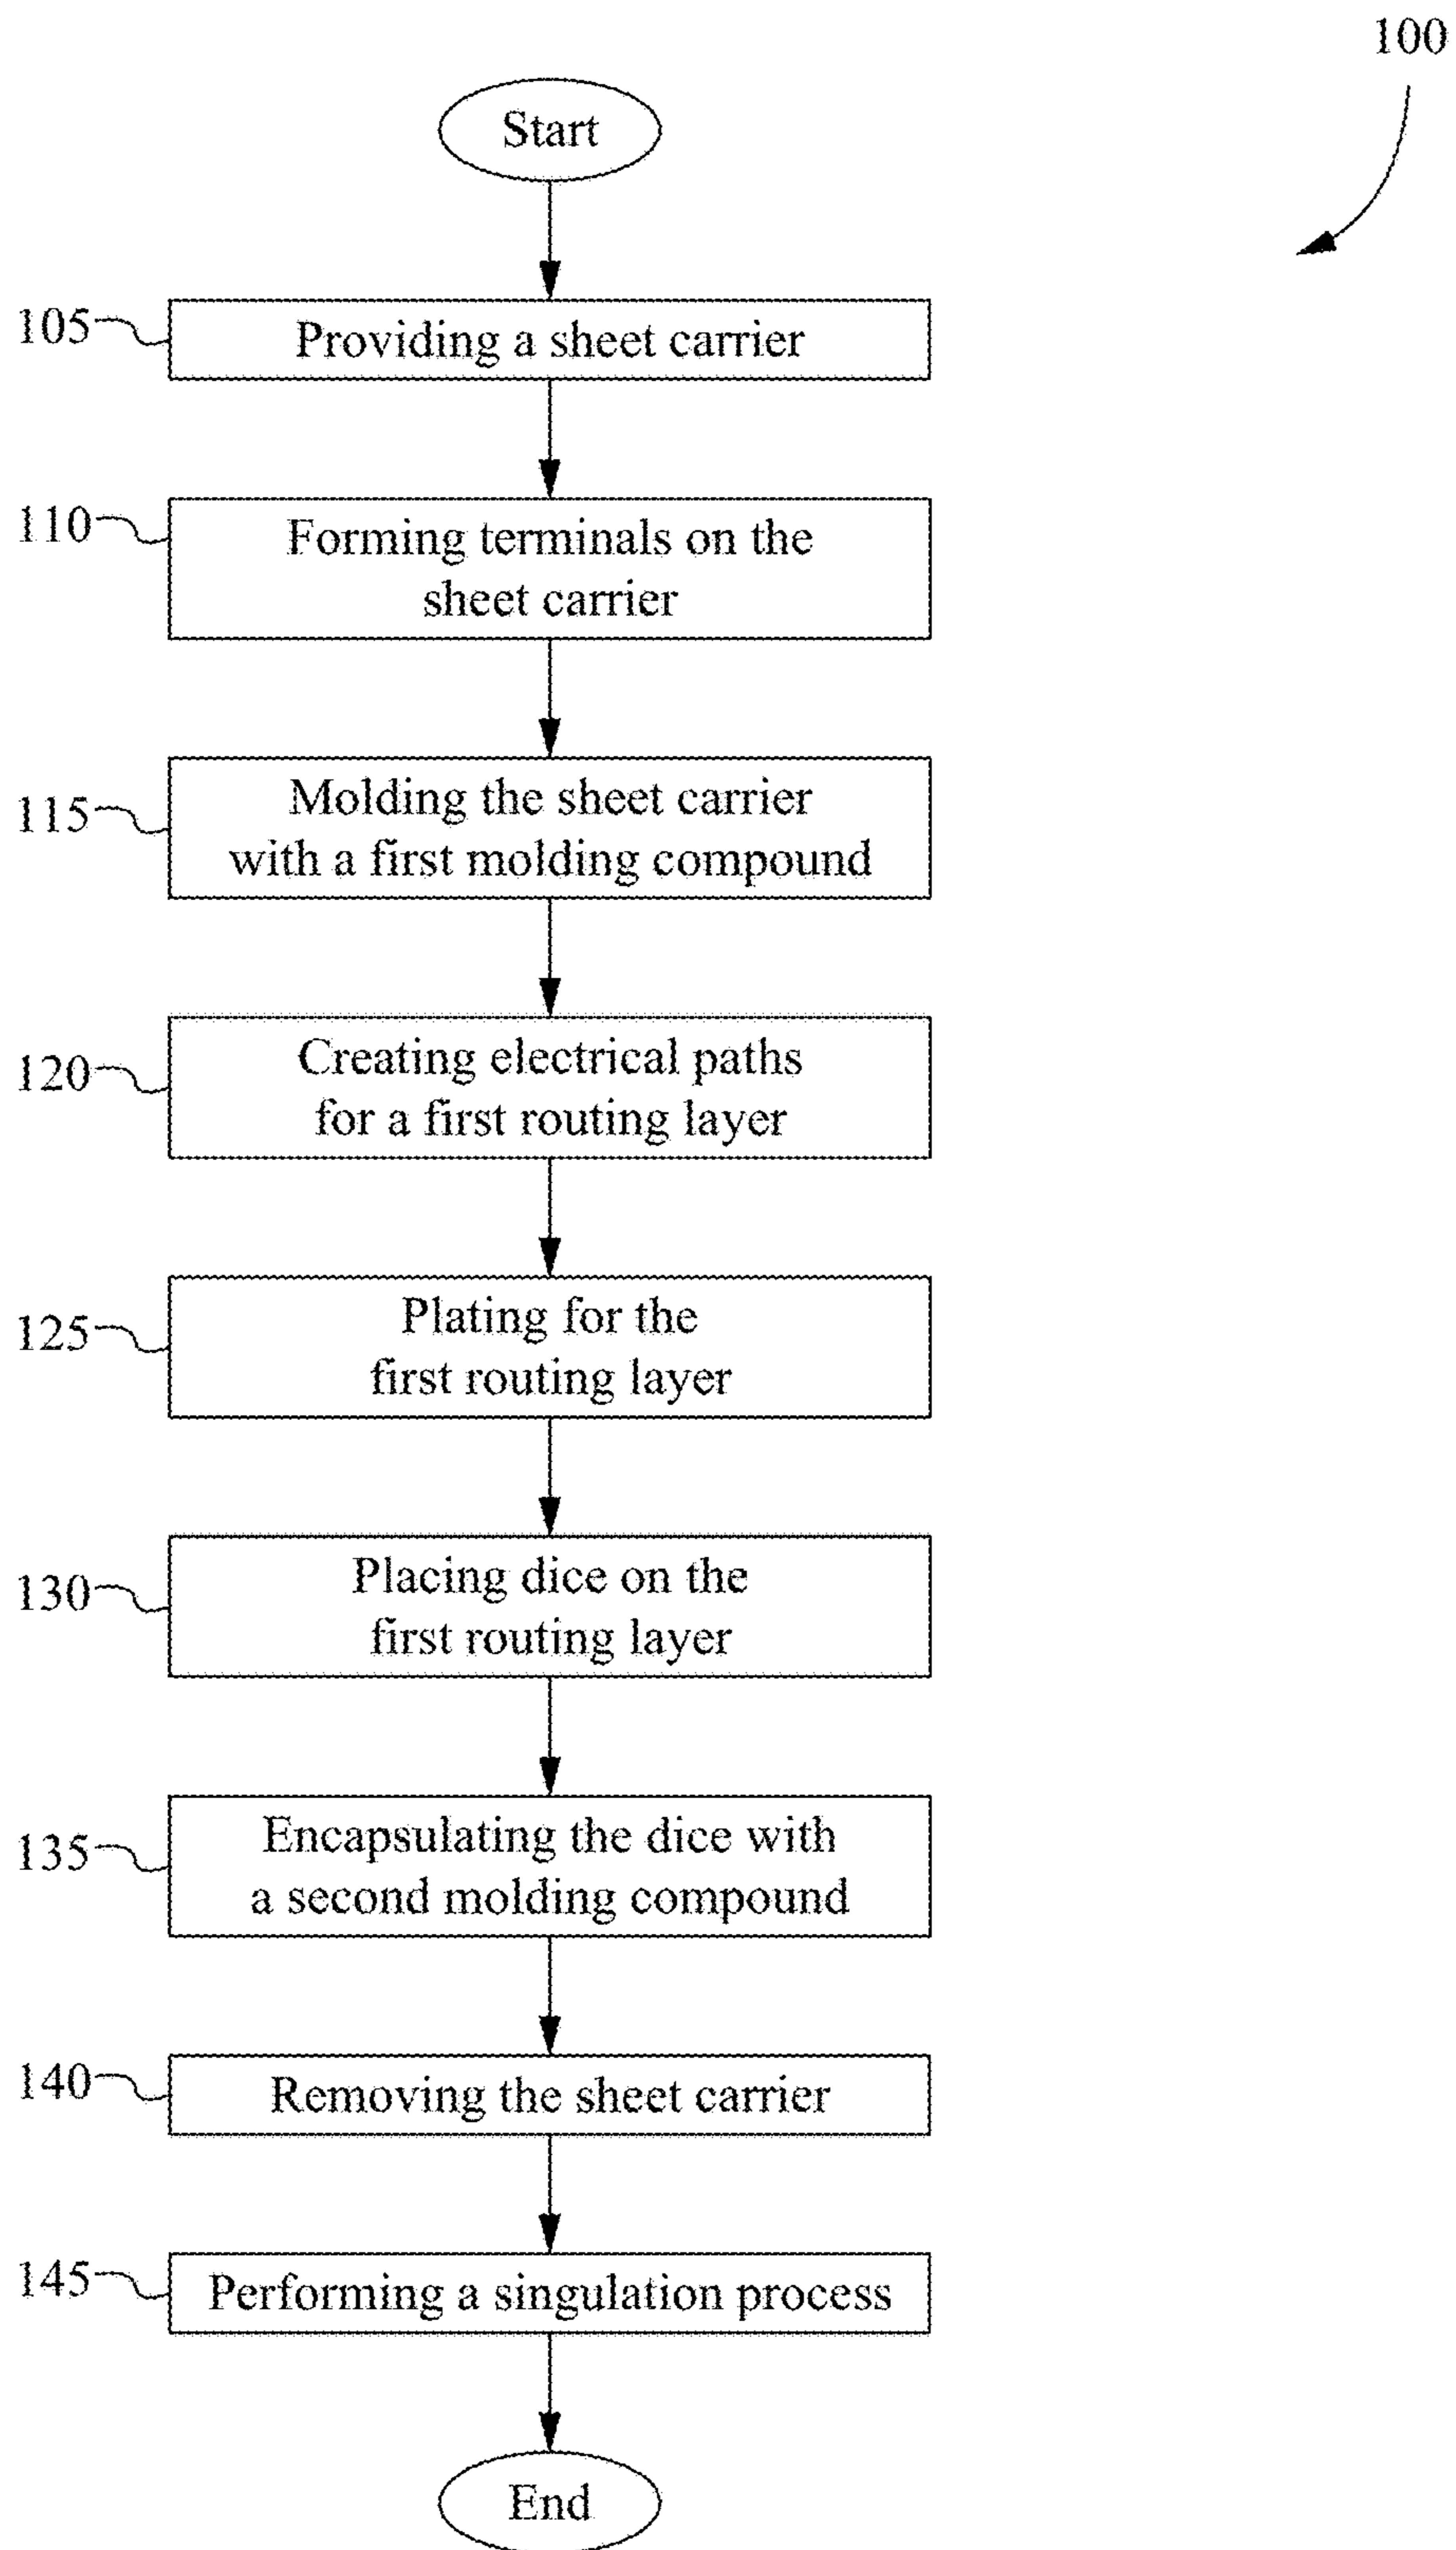 100
Start
105
Providing a sheet carrier
110
Forming terminals on the
sheet carrier
115
Molding the sheet carrier
with a first molding compound
120
Creating electrical paths
for a first routing layer
125
Plating for the
first routing layer
130
Placing dice on the
first routing layer
135
Encapsulating the dice with
a second molding compound
140
Removing the sheet carrier
145
Performing a singulation process
End